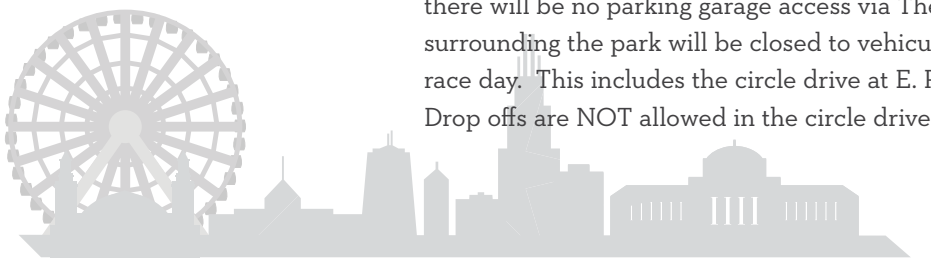 there will be no parking garage access via The
surrounding the park will be closed to vehicu
race day.  This includes the circle drive at E.
Drop offs are NOT allowed in the circle drive